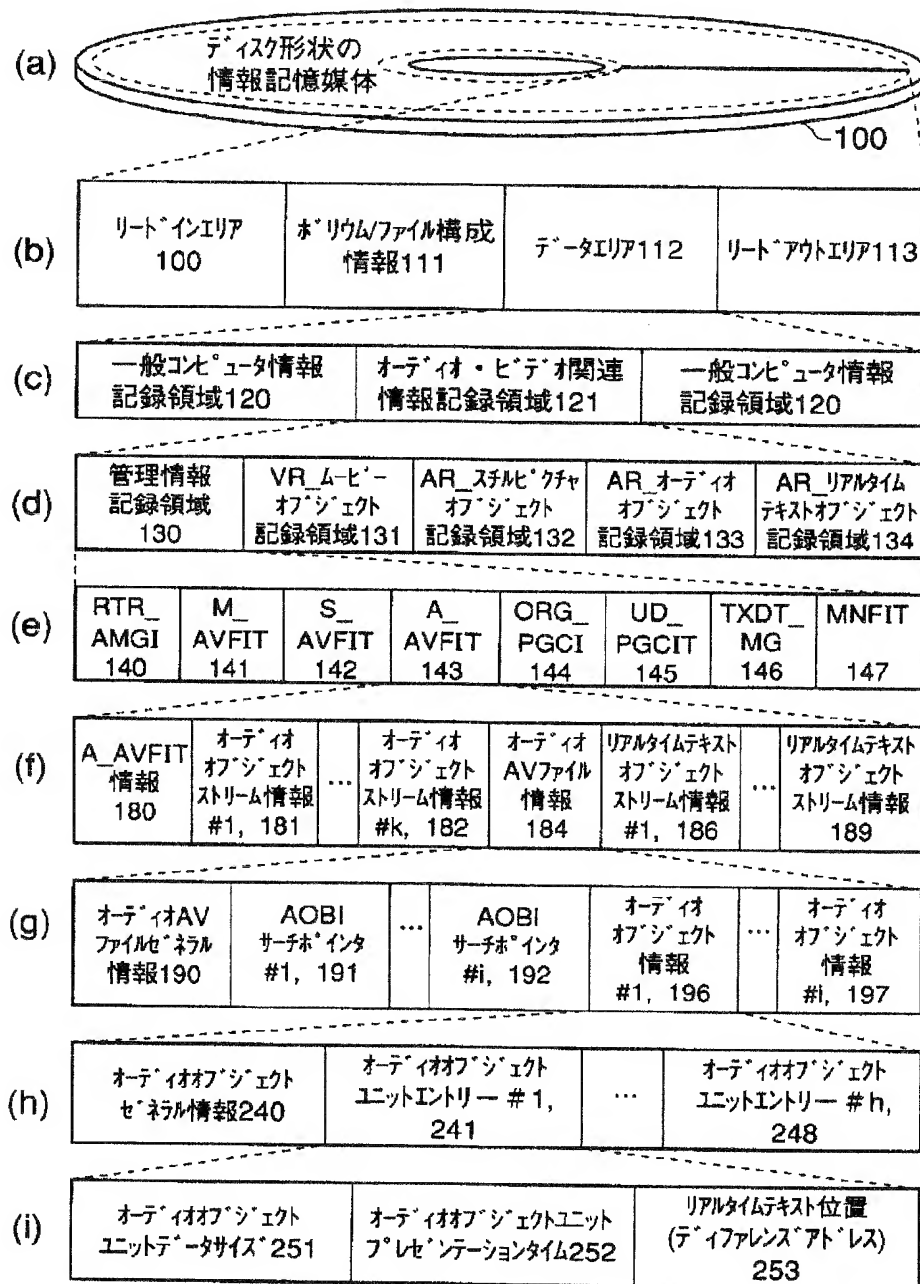 (a)
ディスク形状の
情報記憶媒体
100
(b)
リードインエリア
100
ボリウム/ファイル構成
情報111
データエリア112
リードアウトエリア113
(c)
一般コンピュータ情報
記録領域120
オーディオ・ビデオ関連
情報記録領域121
一般コンピュータ情報
記録領域120
(d)
管理情報
記録領域
130
VR_ムービー
オブジェクト
記録領域131
AR_スチルピクチャ
オブジェクト
記録領域132
AR_オーディオ
オブジェクト
記録領域133
AR_リアルタイム
テキストオブジェクト
記録領域134
(e)
RTR_
AMGI
140
M_
AVFIT
141
S_
AVFIT
142
A_
AVFIT
143
ORG_
PGCI
144
UD_
PGCIT
145
TXDT_
MG
146
MNFIT
147
(f)
A_AVFIT
情報
180
オーディオ
オブジェクト
ストリーム情報
#1, 181
…
オーディオ
オブジェクト
ストリーム情報
#k, 182
オーディオ
AVファイル
情報
184
リアルタイムテキスト
オブジェクト
ストリーム情報
#1, 186
…
リアルタイムテキスト
オブジェクト
ストリーム情報
189
(g)
オーディオAV
ファイルゼネラル
情報190
AOBI
サーチポインタ
#1, 191
…
AOBI
サーチポインタ
#i, 192
オーディオ
オブジェクト
情報
#1, 196
…
オーディオ
オブジェクト
情報
#i, 197
(h)
オーディオオブジェクト
ゼネラル情報240
オーディオオブジェクト
ユニットエントリー #1,
241
…
オーディオオブジェクト
ユニットエントリー #h,
248
(i)
オーディオオブジェクト
ユニットデータサイズ251
オーディオオブジェクトユニット
プレゼンテーションタイム252
リアルタイムテキスト位置
(ディファレンズアドレス)
253